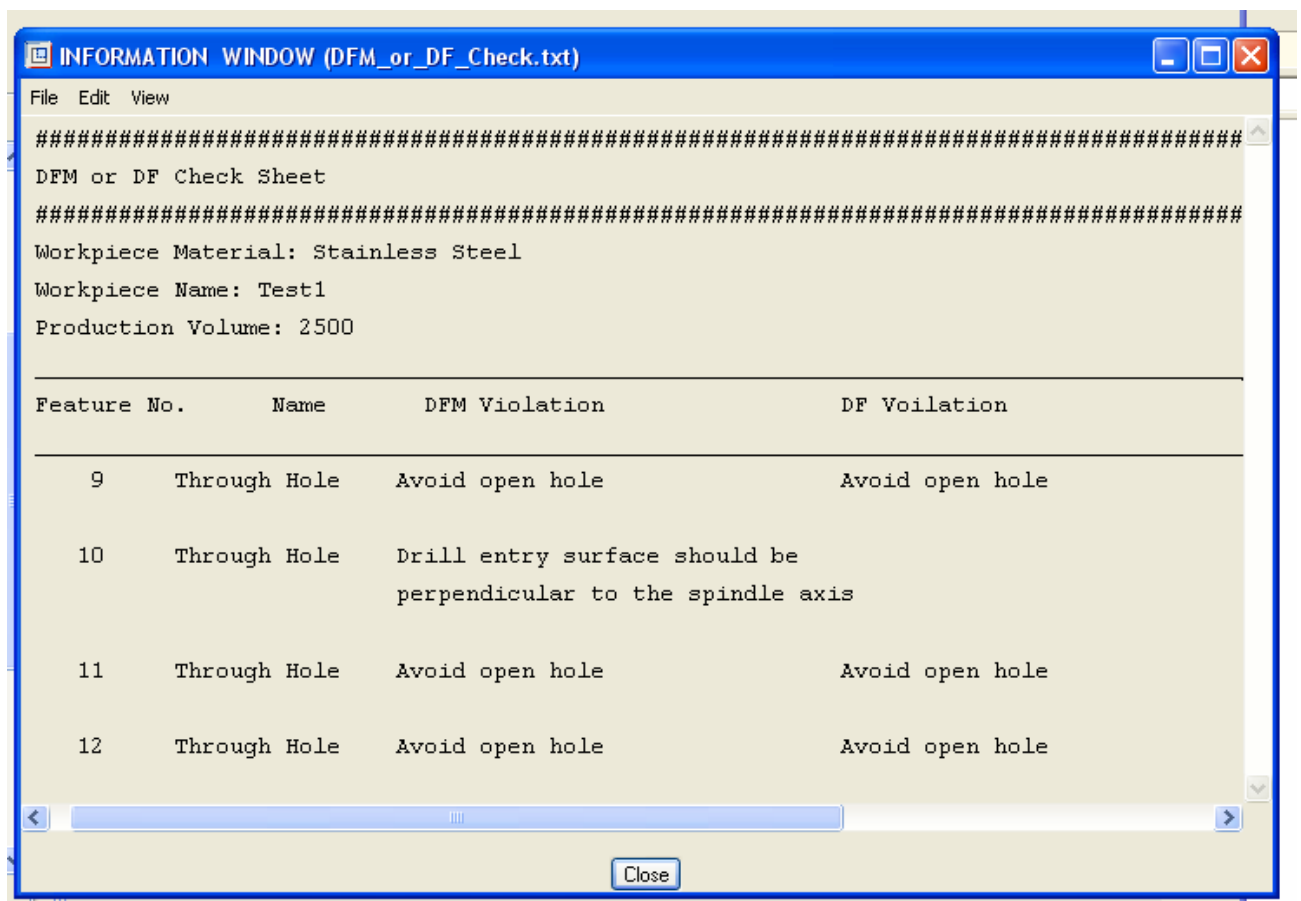 INFORMATION WINDOW (DFM_or_DF_Check.txt)
File Edit View
#######################################################################################
DFM or DF Check Sheet
#######################################################################################
Workpiece Material: Stainless Steel
Workpiece Name: Test1
Production Volume: 2500
Feature No. Name DFM Violation DF Voilation
9 Through Hole Avoid open hole Avoid open hole
10 Through Hole Drill entry surface should be
perpendicular to the spindle axis
11 Through Hole Avoid open hole Avoid open hole
12 Through Hole Avoid open hole Avoid open hole
Close